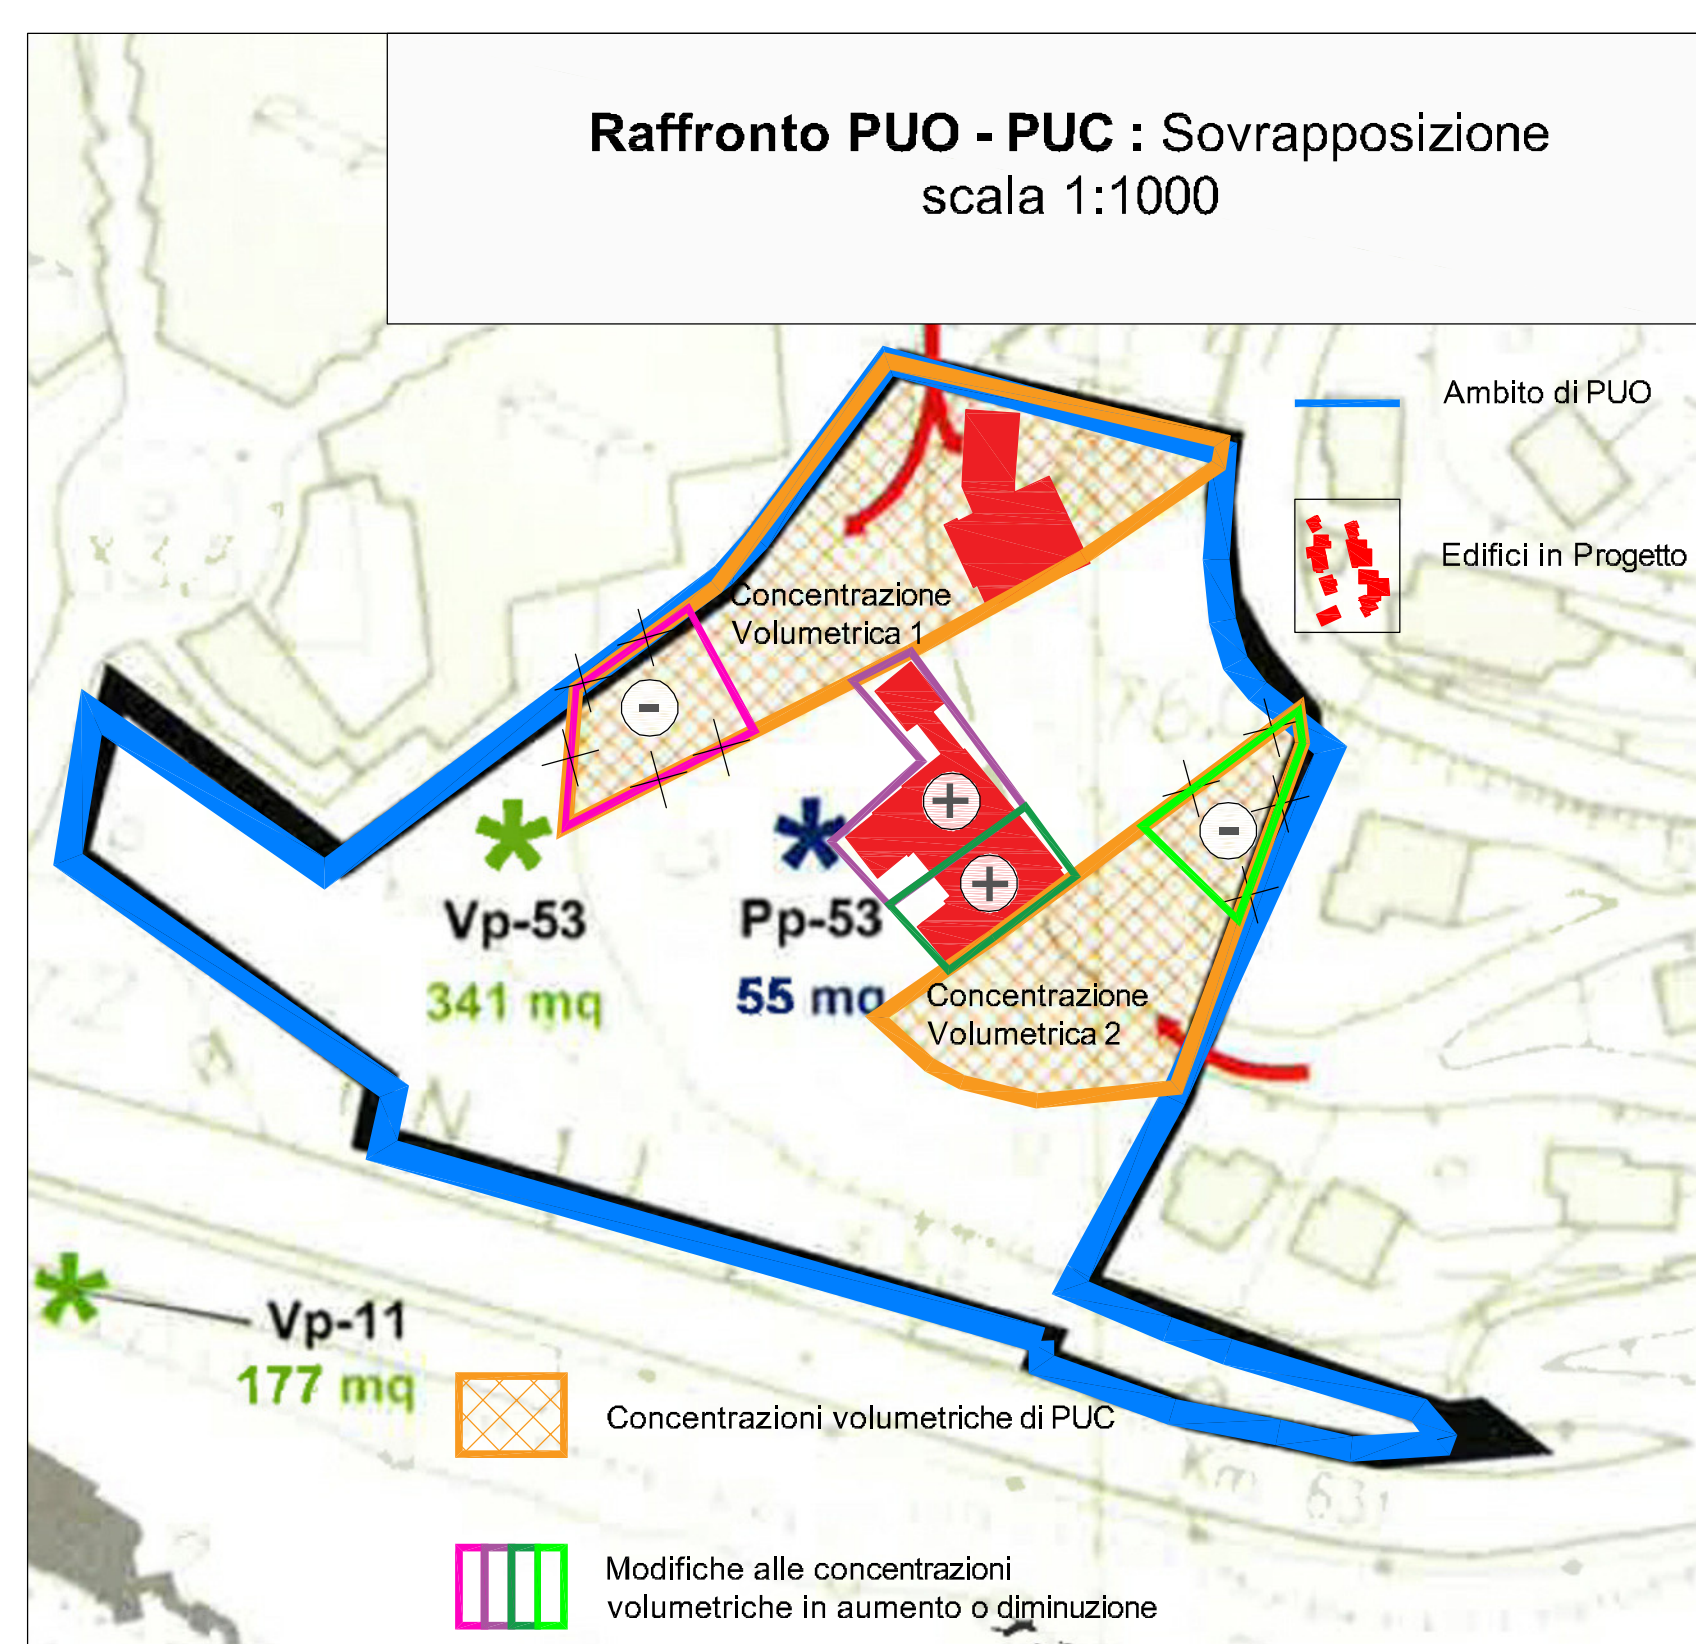 Raffronto PUO - PUC : Sovrapposizione
scala 1:1000
Ambito di PUO
Edifici in Progetto
Concentrazione
Volumetrica 1
-
-
+
+
Vp-53
341 mq
Pp-53
55 mq
Concentrazione
Volumetrica 2
Vp-11
177 mq
Concentrazioni volumetriche di PUC
Km 631
Modifiche alle concentrazioni
volumetriche in aumento o diminuzione